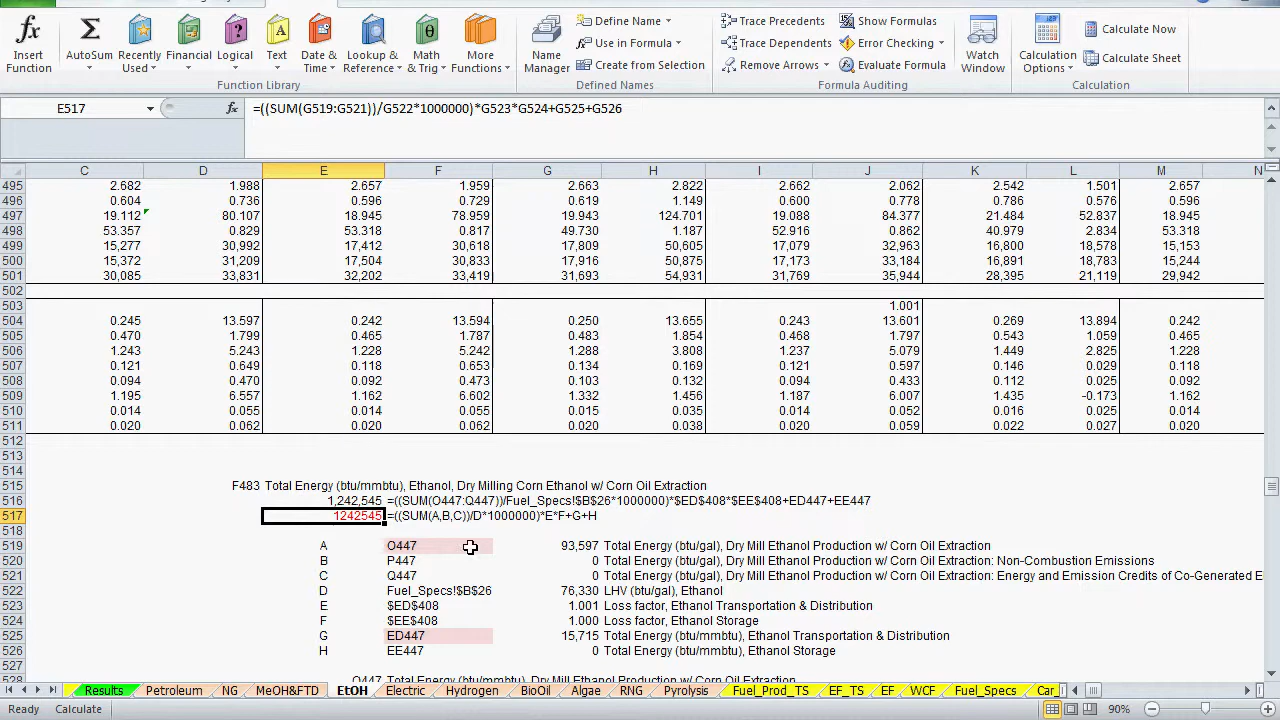 Insert Function
Σ AutoSum
Recently Used
Financial
Logical
Text
Date & Time
Lookup & Reference
Math & Trig
More Functions
Function Library
Name Manager
Define Name
Use in Formula
Create from Selection
Defined Names
Trace Precedents
Trace Dependents
Remove Arrows
Show Formulas
Error Checking
Evaluate Formula
Formula Auditing
Watch Window
Calculation Options
Calculate Now
Calculate Sheet
Calculation
E517 fx =((SUM(G519:G521))/G522*1000000)*G523*G524+G525+G526
C D E F G H I J K L M N
495 2.682 1.988 2.657 1.959 2.663 2.822 2.662 2.062 2.542 1.501 2.657
496 0.604 0.736 0.596 0.729 0.619 1.149 0.600 0.778 0.786 0.576 0.596
497 19.112 80.107 18.945 78.959 19.943 124.701 19.088 84.377 21.484 52.837 18.945
498 53.357 0.829 53.318 0.817 49.730 1.187 52.916 0.862 40.979 2.834 53.318
499 15,277 30,992 17,412 30,618 17,809 50,605 17,079 32,963 16,800 18,578 15,153
500 15,372 31,209 17,504 30,833 17,916 50,875 17,173 33,184 16,891 18,783 15,244
501 30,085 33,831 32,202 33,419 31,693 54,931 31,769 35,944 28,395 21,119 29,942
502
503 1.001
504 0.245 13.597 0.242 13.594 0.250 13.655 0.243 13.601 0.269 13.894 0.242
505 0.470 1.799 0.465 1.787 0.483 1.854 0.468 1.797 0.543 1.059 0.465
506 1.243 5.243 1.228 5.242 1.288 3.808 1.237 5.079 1.449 2.825 1.228
507 0.121 0.649 0.118 0.653 0.134 0.169 0.121 0.597 0.146 0.029 0.118
508 0.094 0.470 0.092 0.473 0.103 0.132 0.094 0.433 0.112 0.025 0.092
509 1.195 6.557 1.162 6.602 1.332 1.456 1.187 6.007 1.435 -0.173 1.162
510 0.014 0.055 0.014 0.055 0.015 0.035 0.014 0.052 0.016 0.025 0.014
511 0.020 0.062 0.020 0.062 0.020 0.038 0.020 0.059 0.022 0.027 0.020
512
513
514
515 F483 Total Energy (btu/mmbtu), Ethanol, Dry Milling Corn Ethanol w/ Corn Oil Extraction
516 1,242,545 =((SUM(O447:Q447))/Fuel_Specs!$B$26*1000000)*$ED$408*$EE$408+ED447+EE447
517 1242545 =((SUM(A,B,C))/D*1000000)*E*F+G+H
518
519 A O447 93,597 Total Energy (btu/gal), Dry Mill Ethanol Production w/ Corn Oil Extraction
520 B P447 0 Total Energy (btu/gal), Dry Mill Ethanol Production w/ Corn Oil Extraction: Non-Combustion Emissions
521 C Q447 0 Total Energy (btu/gal), Dry Mill Ethanol Production w/ Corn Oil Extraction: Energy and Emission Credits of Co-Generated E
522 D Fuel_Specs!$B$26 76,330 LHV (btu/gal), Ethanol
523 E $ED$408 1.001 Loss factor, Ethanol Transportation & Distribution
524 F $EE$408 1.000 Loss factor, Ethanol Storage
525 G ED447 15,715 Total Energy (btu/mmbtu), Ethanol Transportation & Distribution
526 H EE447 0 Total Energy (btu/mmbtu), Ethanol Storage
527
Results Petroleum NG MeOH&FTD EtOH Electric Hydrogen BioOil Algae RNG Pyrolysis Fuel_Prod_TS EF_TS EF WCF Fuel_Specs Car_
Ready Calculate 90%